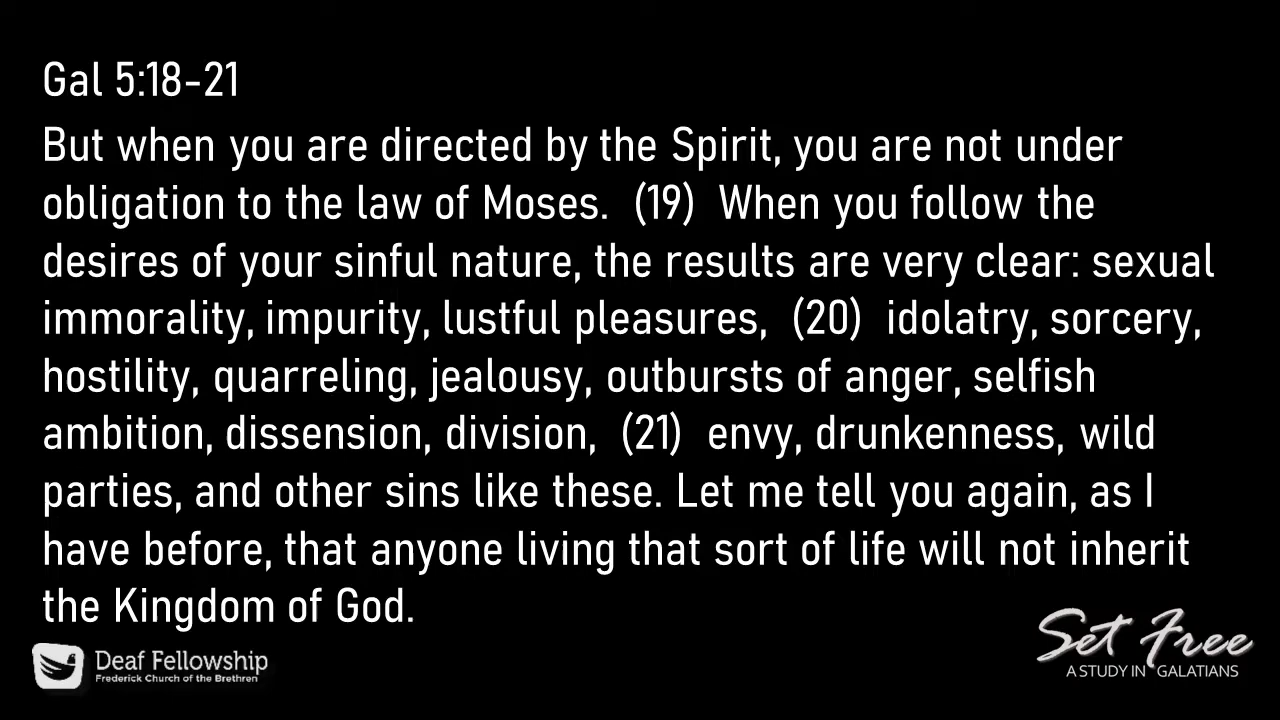 Gal 5:18-21
But when you are directed by the Spirit, you are not under
obligation to the law of Moses.  (19)  When you follow the
desires of your sinful nature, the results are very clear: sexual
immorality, impurity, lustful pleasures,  (20)  idolatry, sorcery,
hostility, quarreling, jealousy, outbursts of anger, selfish
ambition, dissension, division,  (21)  envy, drunkenness, wild
parties, and other sins like these. Let me tell you again, as I
have before, that anyone living that sort of life will not inherit
the Kingdom of God.
Deaf Fellowship
Frederick Church of the Brethren
Set Free
A STUDY IN GALATIANS